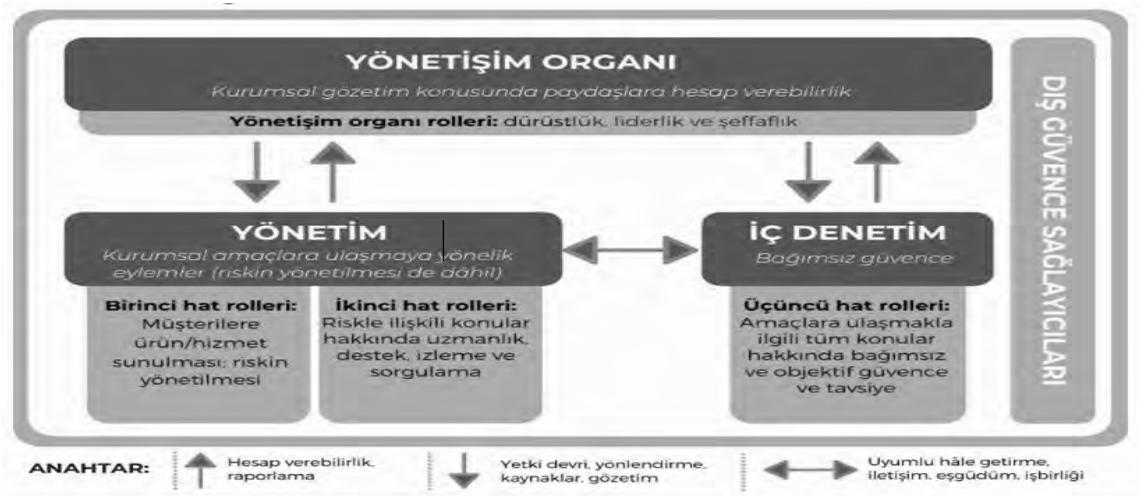 YÖNETİŞİM ORGANI
Kurumsal gözetim konusunda paydaşlara hesap verebilirlik
Yönetişim organı rolleri: dürüstlük, liderlik ve şeffaflık
YÖNETİM
Kurumsal amaçlara ulaşmaya yönelik
eylemler (riskin yönetilmesi de dâhil)
Birinci hat rolleri:
Müşterilere
ürün/hizmet
sunulması; riskin
yönetilmesi
İkinci hat rolleri:
Riskle ilişkili konular
hakkında uzmanlık,
destek, izleme ve
sorgulama
İÇ DENETİM
Bağımsız güvence
Üçüncü hat rolleri:
Amaçlara ulaşmakla
ilgili tüm konular
hakkında bağımsız
ve objektif güvence
ve tavsiye
DIŞ GÜVENCE SAĞLAYICILARI
ANAHTAR:
Hesap verebilirlik,
raporlama
Yetki devri, yönlendirme,
kaynaklar, gözetim
Uyumlu hâle getirme,
iletişim, eşgüdüm, işbirliği